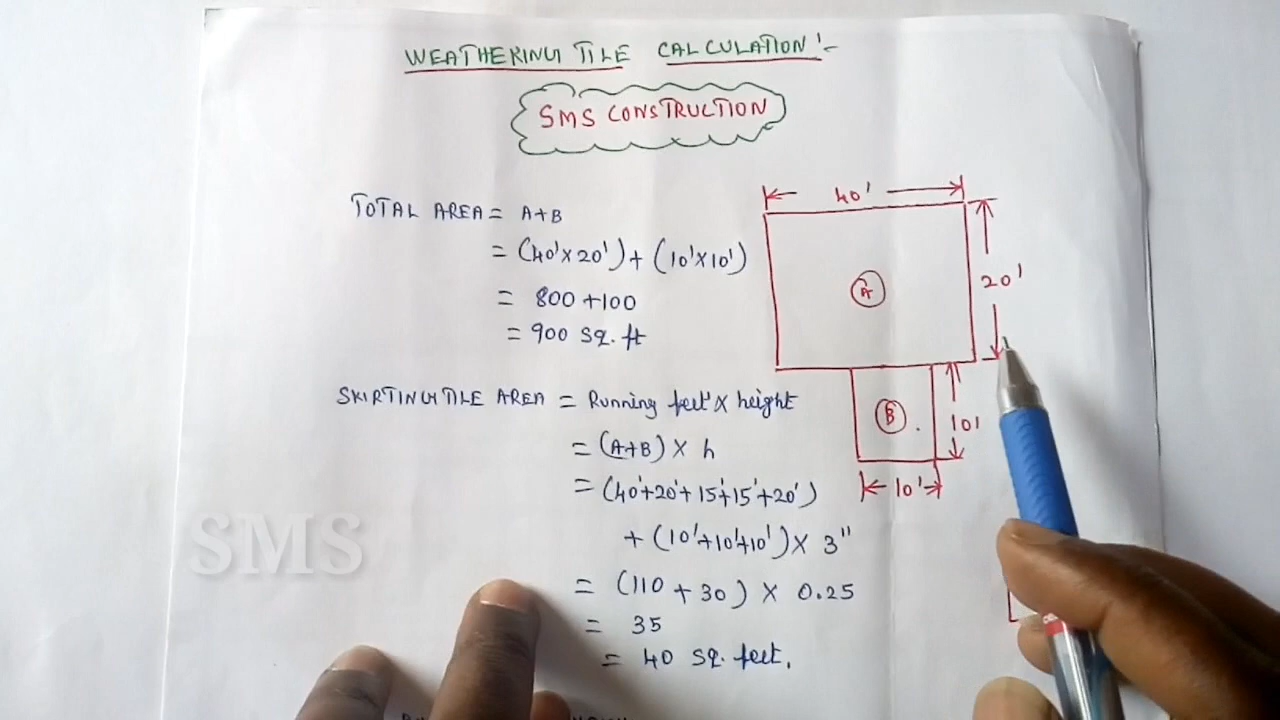 WEATHERING TILE CALCULATION:-
SMS CONSTRUCTION
40'
TOTAL AREA = A+B
= (40'X20') + (10'X10')
= 800 +100
= 900 SQ. ft
A
20'
SKIRTING TILE AREA = Running feet X height
= (A+B) X h
= (40'+20'+15'+15'+20')
+ (10'+10'+10') X 3"
= (110 + 30) X 0.25
= 35
= 40 SQ. feet.
B
10'
10'
SMS